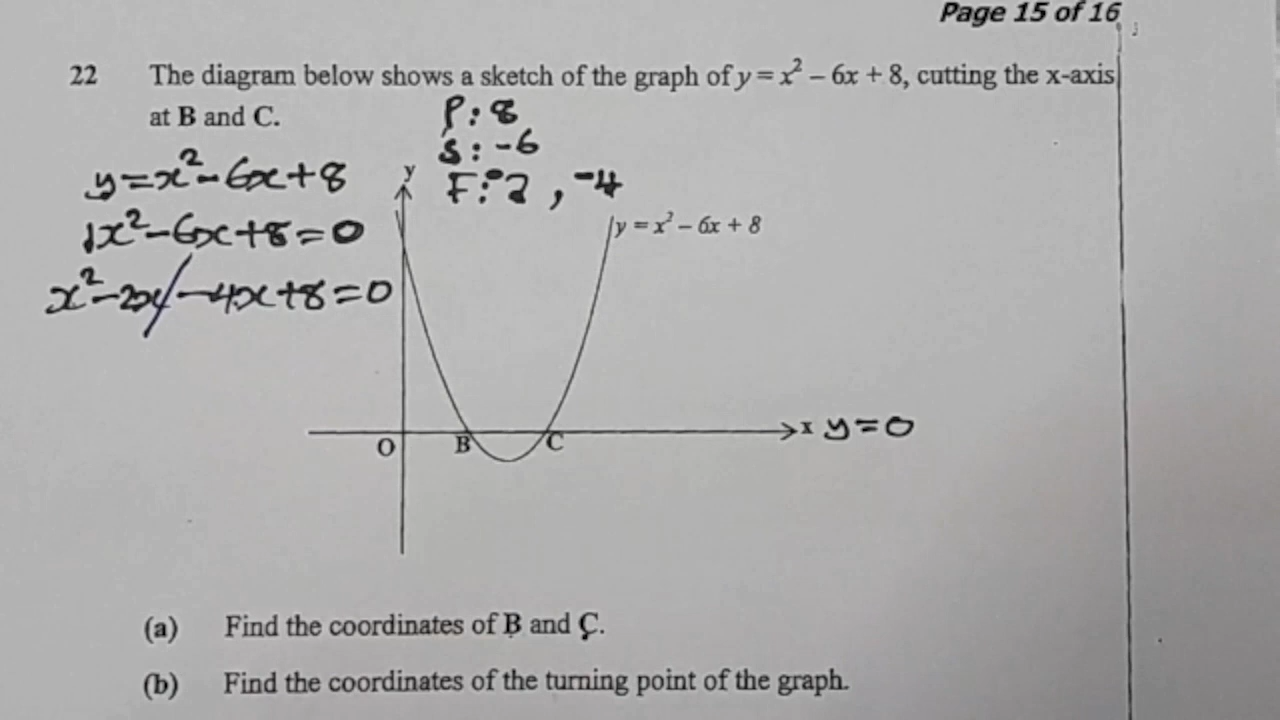 Page 15 of 16
22 The diagram below shows a sketch of the graph of y = x² – 6x + 8, cutting the x-axis
at B and C.
P: 8
S: -6
F: -2 , -4
y = x² - 6x + 8
1x² - 6x + 8 = 0
x² - 2x / - 4x + 8 = 0
y
y = x² – 6x + 8
O B C x y = 0
(a) Find the coordinates of B and C.
(b) Find the coordinates of the turning point of the graph.